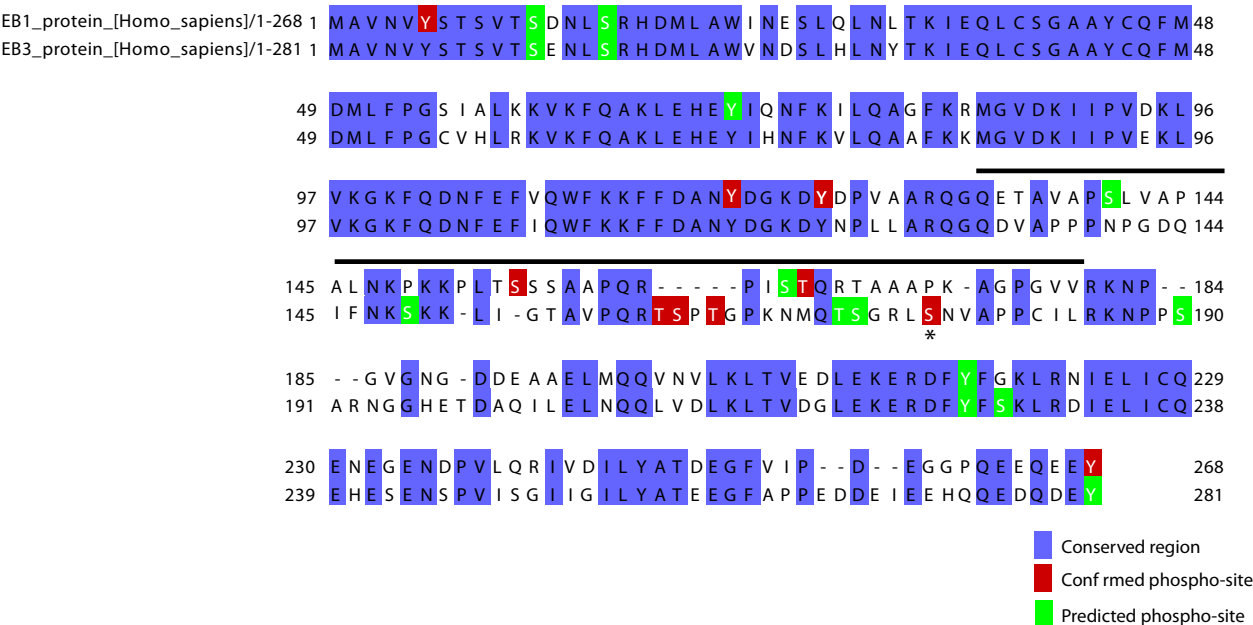 EB1_protein_[Homo_sapiens]/1-268 1 M A V N V Y S T S V T S D N L S R H D M L A W I N E S L Q L N L T K I E Q L C S G A A Y C Q F M 48
EB3_protein_[Homo_sapiens]/1-281 1 M A V N V Y S T S V T S E N L S R H D M L A W V N D S L H L N Y T K I E Q L C S G A A Y C Q F M 48
49 D M L F P G S I A L K K V K F Q A K L E H E Y I Q N F K I L Q A G F K R M G V D K I I P V D K L 96
49 D M L F P G C V H L R K V K F Q A K L E H E Y I H N F K V L Q A A F K K M G V D K I I P V E K L 96
97 V K G K F Q D N F E F V Q W F K K F F D A N Y D G K D Y D P V A A R Q G Q E T A V A P S L V A P 144
97 V K G K F Q D N F E F I Q W F K K F F D A N Y D G K D Y N P L L A R Q G Q D V A P P P N P G D Q 144
145 A L N K P K K P L T S S S A A P Q R - - - - - P I S T Q R T A A A P K - A G P G V V R K N P - - 184
145 I F N K S K K - L I - G T A V P Q R T S P T G P K N M Q T S G R L S N V A P P C I L R K N P P S 190
*
185 - - G V G N G - D D E A A E L M Q Q V N V L K L T V E D L E K E R D F Y F G K L R N I E L I C Q 229
191 A R N G G H E T D A Q I L E L N Q Q L V D L K L T V D G L E K E R D F Y F S K L R D I E L I C Q 238
230 E N E G E N D P V L Q R I V D I L Y A T D E G F V I P - - D - - E G G P Q E E Q E E Y 268
239 E H E S E N S P V I S G I I G I L Y A T E E G F A P P E D D E I E E H Q Q E D Q D E Y 281
Conserved region
Conf rmed phospho-site
Predicted phospho-site